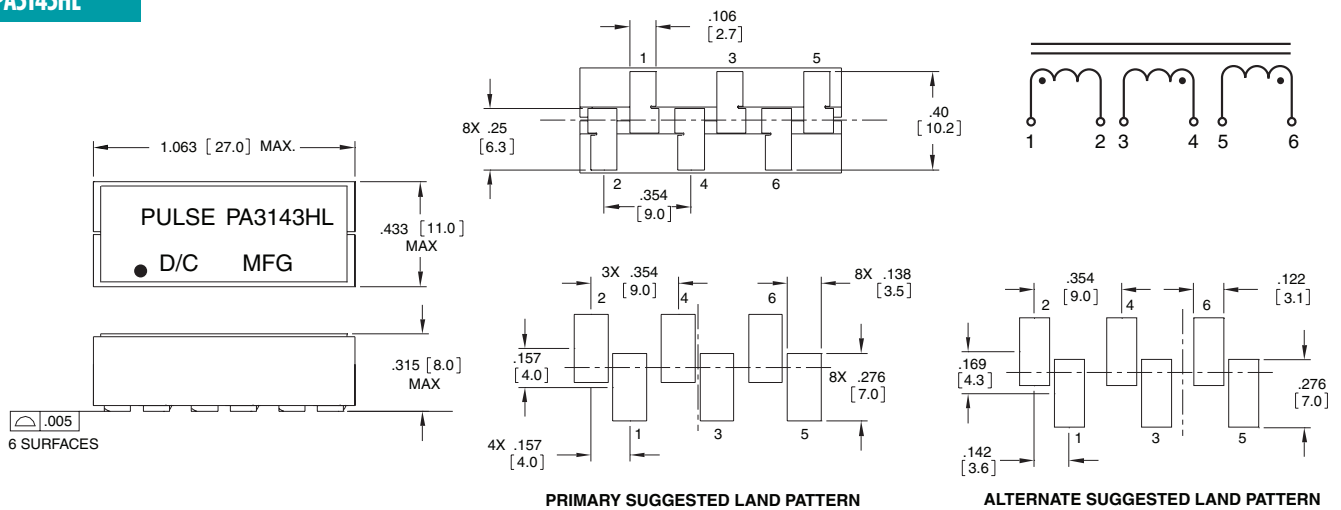 PA3143HL
1.063 [27.0] MAX.
PULSE PA3143HL
D/C MFG
.433 [11.0]
MAX
.315 [8.0]
MAX
.005
6 SURFACES
.106
[2.7]
1 3 5
8X .25
[6.3]
.40
[10.2]
2 4 6
.354
[9.0]
1 2 3 4 5 6
3X .354
[9.0]
8X .138
[3.5]
2 4 6
.157
[4.0]
8X .276
[7.0]
1 3 5
4X .157
[4.0]
PRIMARY SUGGESTED LAND PATTERN
.354
[9.0]
.122
[3.1]
2 4 6
.169
[4.3]
.276
[7.0]
1 3 5
.142
[3.6]
ALTERNATE SUGGESTED LAND PATTERN